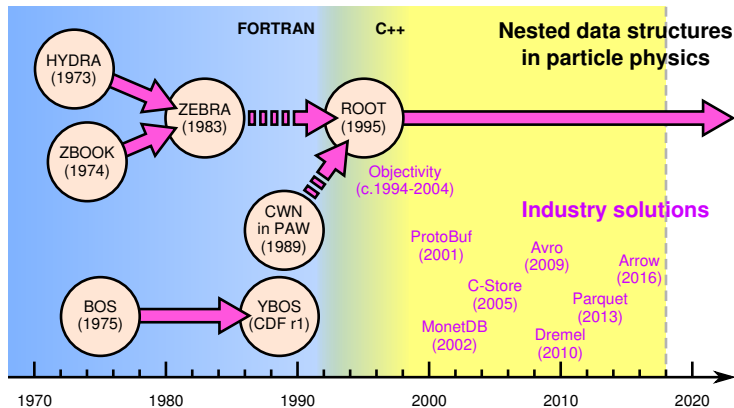 FORTRAN
C++
Nested data structures
in particle physics
HYDRA
(1973)
ZEBRA
(1983)
ROOT
(1995)
ZBOOK
(1974)
Objectivity
(c.1994-2004)
CWN
in PAW
(1989)
Industry solutions
ProtoBuf
(2001)
Avro
(2009)
Arrow
(2016)
C-Store
(2005)
Parquet
(2013)
BOS
(1975)
YBOS
(CDF r1)
MonetDB
(2002)
Dremel
(2010)
1970
1980
1990
2000
2010
2020